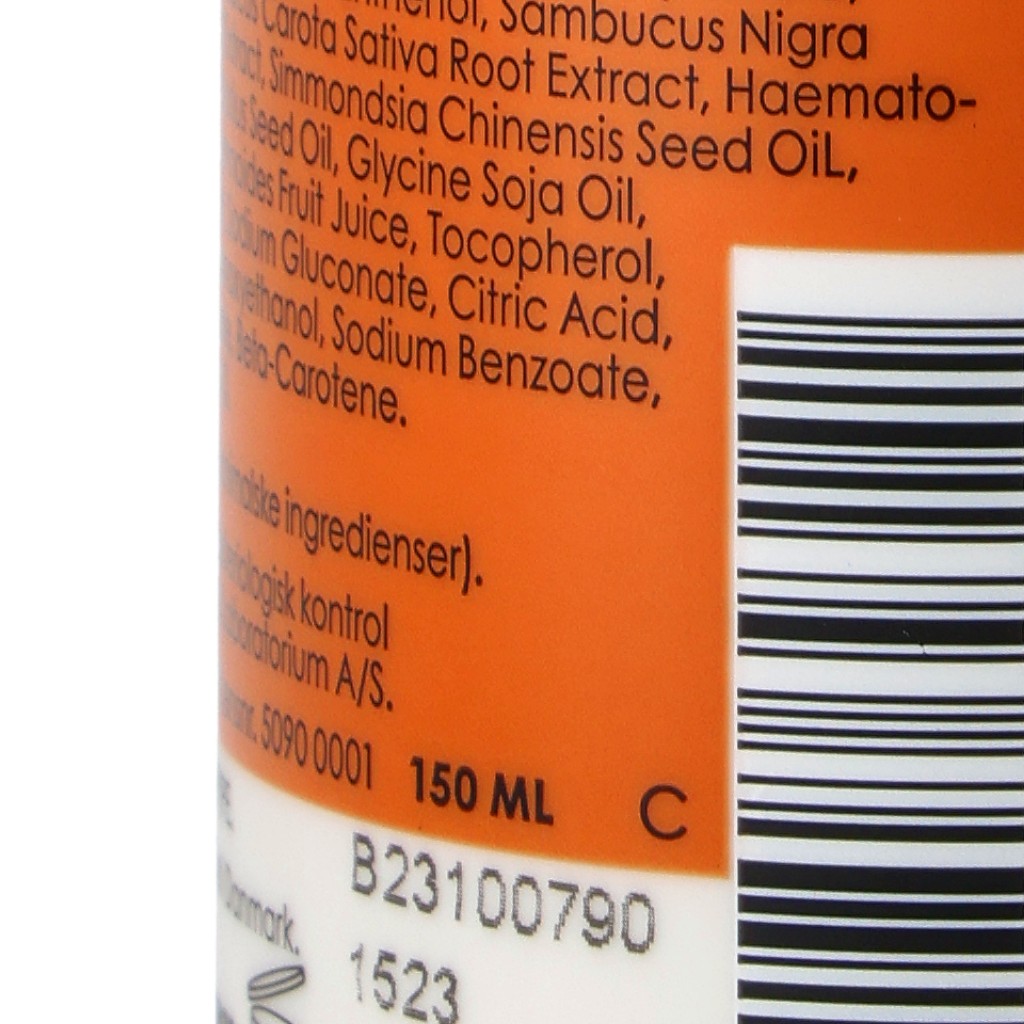 Sambucus Nigra
Carota Sativa Root Extract, Haemato-
Simmondsia Chinensis Seed OiL,
Seed Oil, Glycine Soja Oil,
Fruit Juice, Tocopherol,
Gluconate, Citric Acid,
Sodium Benzoate,
Beta-Carotene.
ingredienser).
kontrol
A/S.
5090 0001
150 ML
C
B23100790
Danmark.
1523